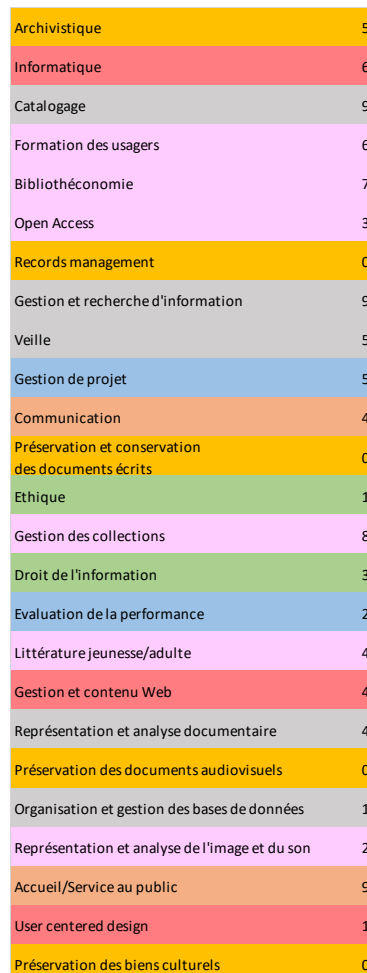 Archivistique 5
Informatique 6
Catalogage 9
Formation des usagers 6
Bibliothéconomie 7
Open Access 3
Records management 0
Gestion et recherche d'information 9
Veille 5
Gestion de projet 5
Communication 4
Préservation et conservation
des documents écrits 0
Ethique 1
Gestion des collections 8
Droit de l'information 3
Evaluation de la performance 2
Littérature jeunesse/adulte 4
Gestion et contenu Web 4
Représentation et analyse documentaire 4
Préservation des documents audiovisuels 0
Organisation et gestion des bases de données 1
Représentation et analyse de l'image et du son 2
Accueil/Service au public 9
User centered design 1
Préservation des biens culturels 0